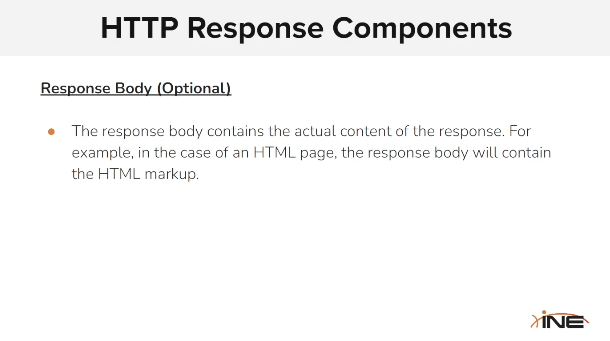 HTTP Response Components
Response Body (Optional)
● The response body contains the actual content of the response. For
example, in the case of an HTML page, the response body will contain
the HTML markup.
INE